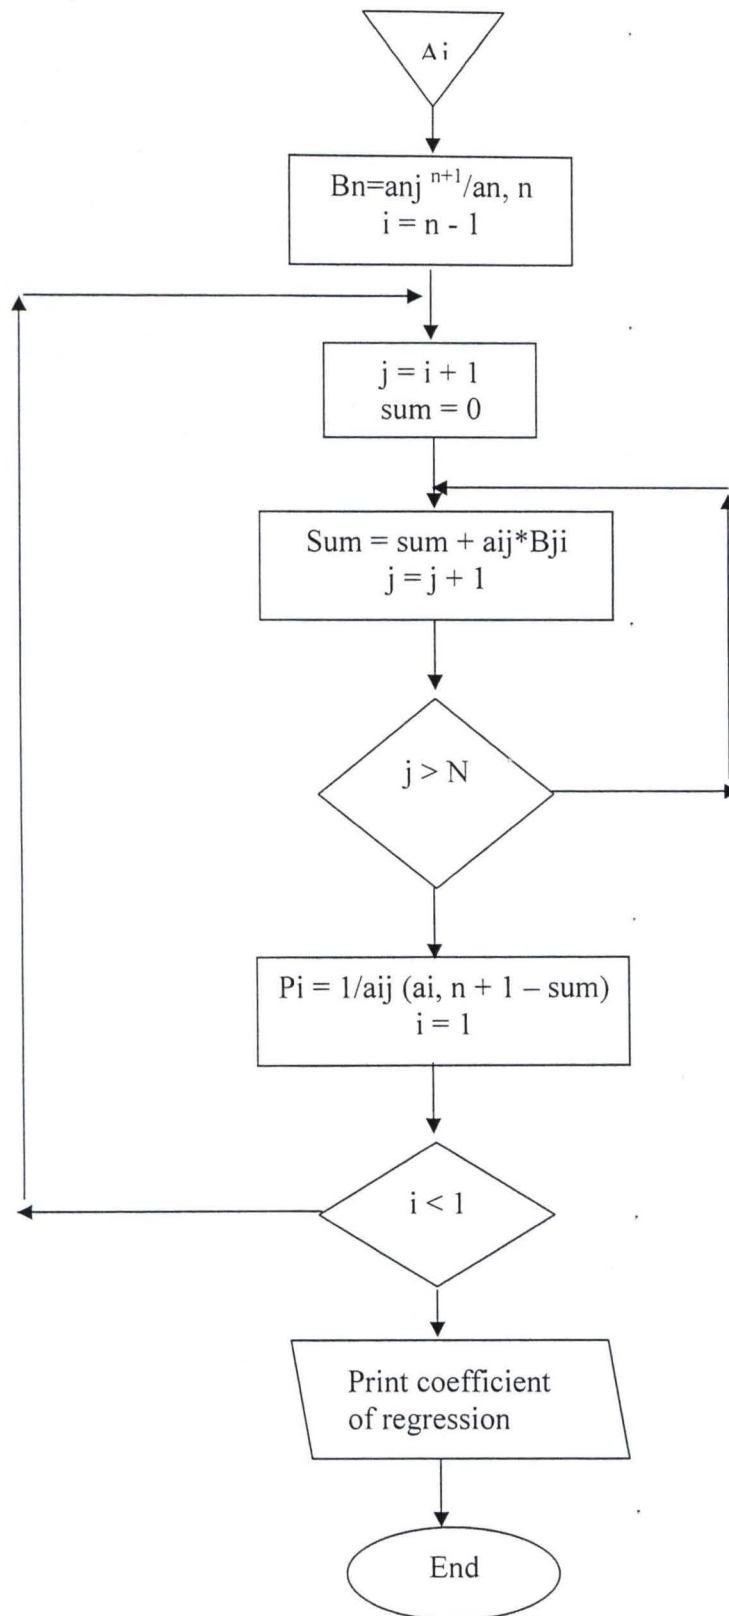 Ai
Bn=anj n+1/an, n
i = n - 1
j = i + 1
sum = 0
Sum = sum + aij*Bji
j = j + 1
j > N
Pi = 1/aij (ai, n + 1 – sum)
i = 1
i < 1
Print coefficient
of regression
End